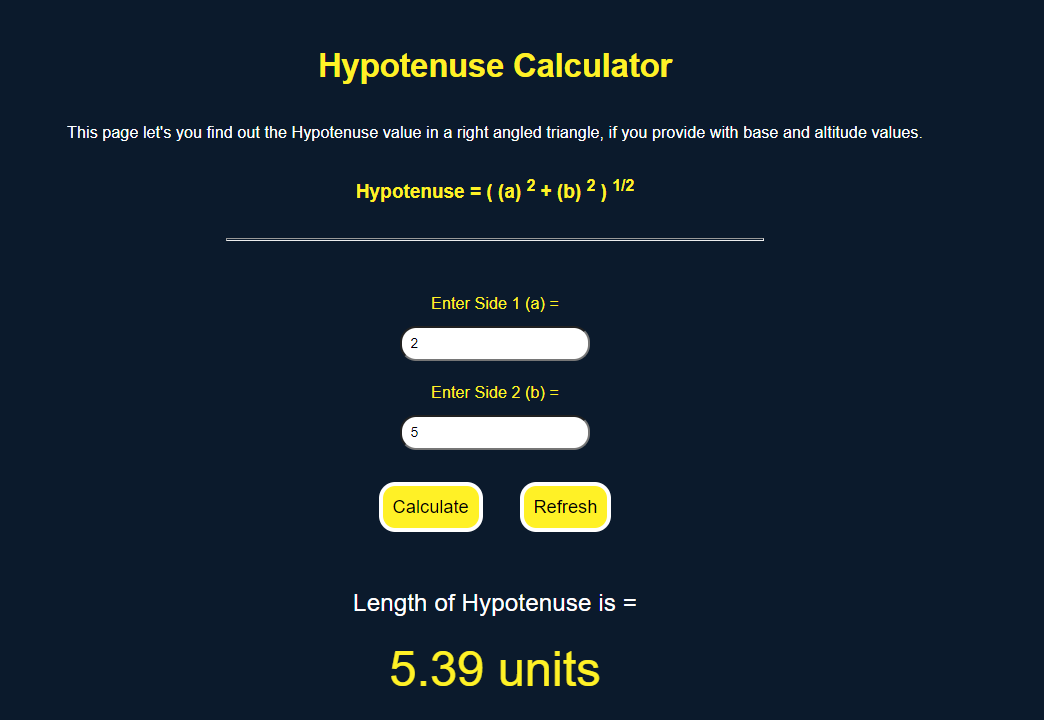 Hypotenuse Calculator
This page let's you find out the Hypotenuse value in a right angled triangle, if you provide with base and altitude values.
Hypotenuse = ( (a) 2 + (b) 2 ) 1/2
Enter Side 1 (a) =
2
Enter Side 2 (b) =
5
Calculate Refresh
Length of Hypotenuse is =
5.39 units